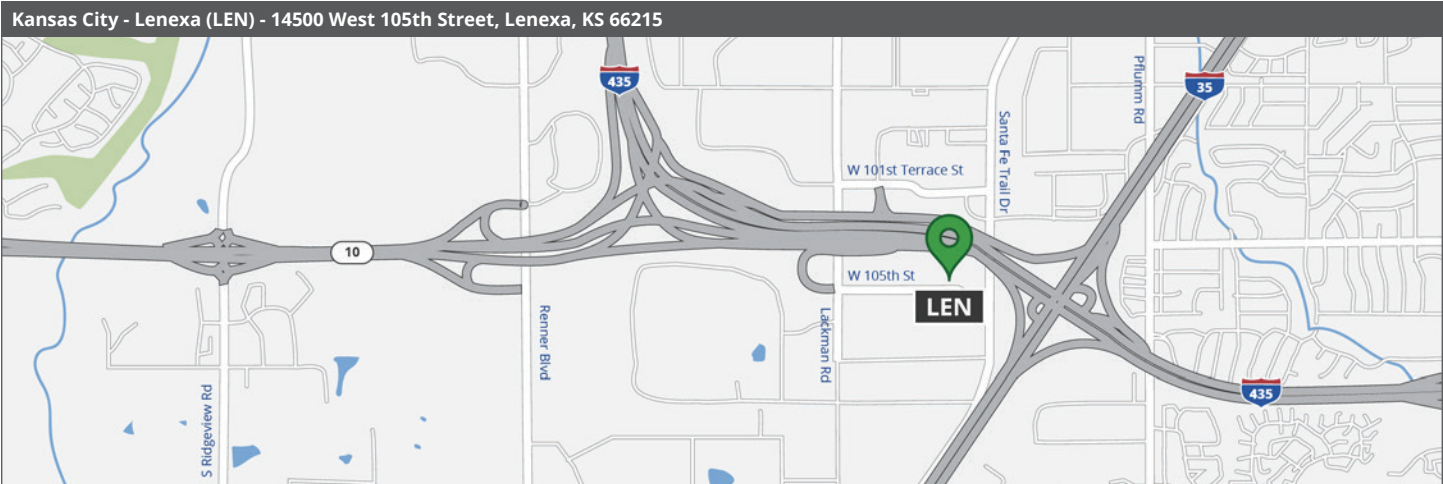 Kansas City - Lenexa (LEN) - 14500 West 105th Street, Lenexa, KS 66215
435
35
Pflumm Rd
Santa Fe Trail Dr
W 101st Terrace St
10
W 105th St
LEN
Renner Blvd
Lackman Rd
S Ridgeview Rd
435